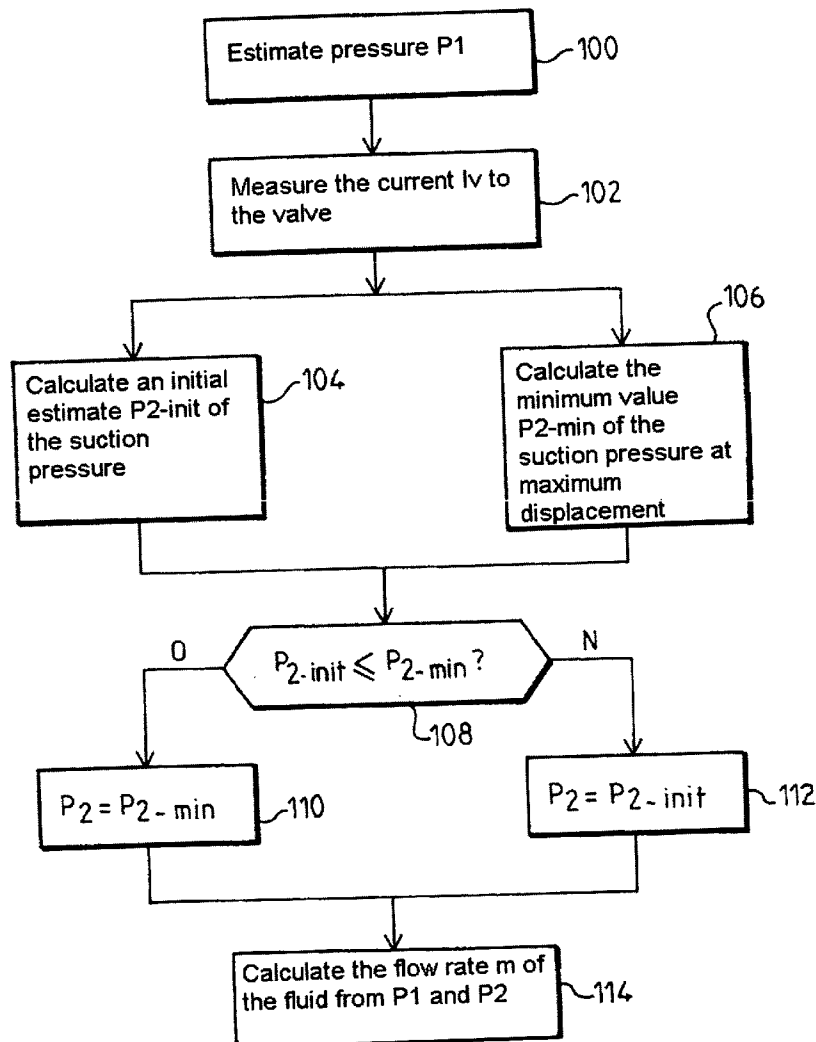 Estimate pressure P1
100
Measure the current Iv to
the valve
102
106
Calculate an initial
estimate P2-init of
the suction
pressure
104
Calculate the
minimum value
P2-min of the
suction pressure at
maximum
displacement
O
P2-init ⩽ P2-min?
N
108
P2 = P2-min
110
P2 = P2-init
112
Calculate the flow rate m of
the fluid from P1 and P2
114